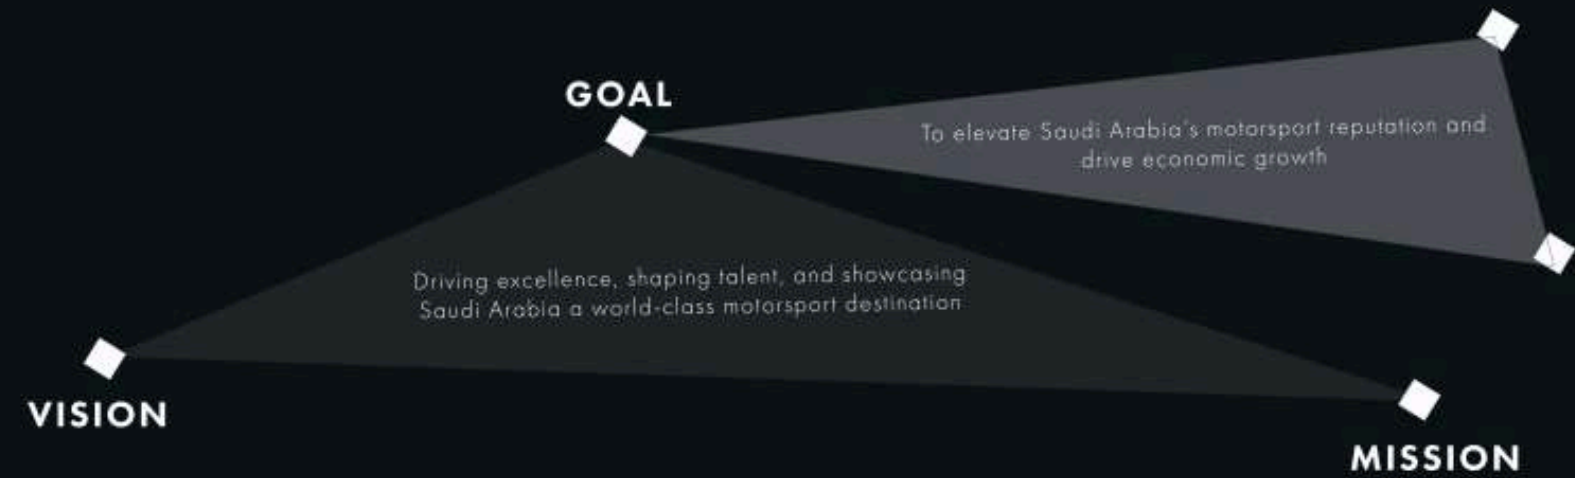 GOAL
To elevate Saudi Arabia's motorsport reputation and
drive economic growth
Driving excellence, shaping talent, and showcasing
Saudi Arabia a world-class motorsport destination
VISION
MISSION